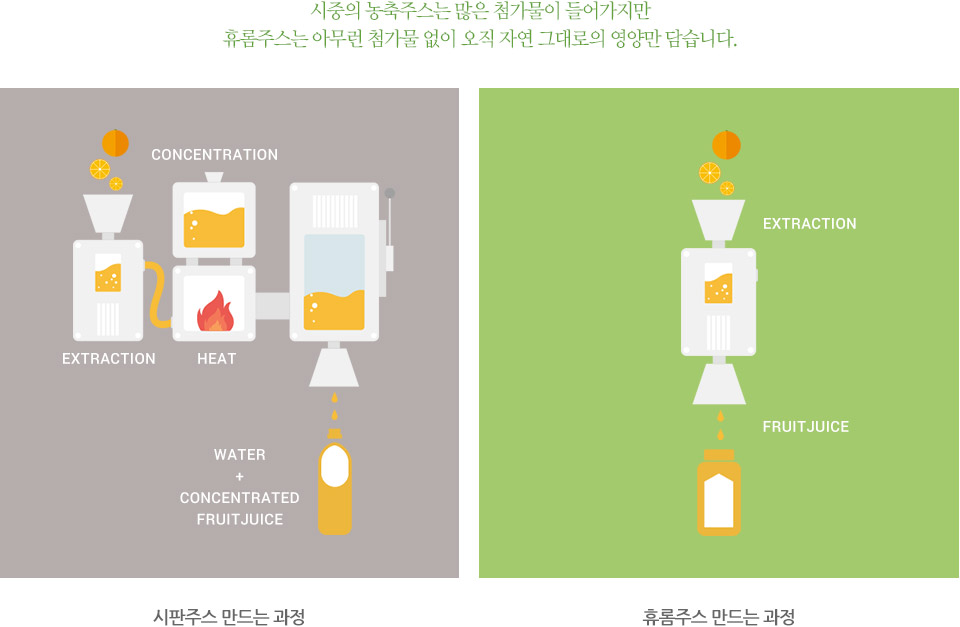 시중의 농축주스는 많은 첨가물이 들어가지만
휴롬주스는 아무런 첨가물 없이 오직 자연 그대로의 영양만 담습니다.
CONCENTRATION
EXTRACTION
HEAT
WATER
+
CONCENTRATED
FRUITJUICE
EXTRACTION
FRUITJUICE
시판주스 만드는 과정
휴롬주스 만드는 과정